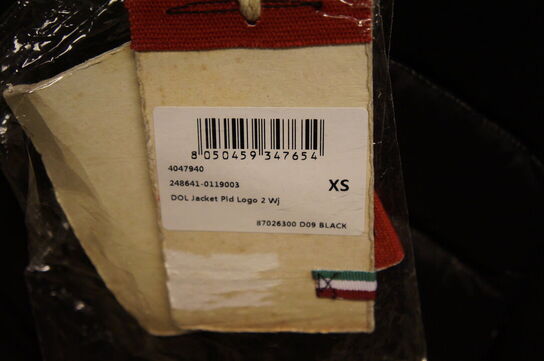 8 050459 347654
4047940
248641-0119003
XS
DOL Jacket Pld Logo 2 Wj
87026300 D09 BLACK